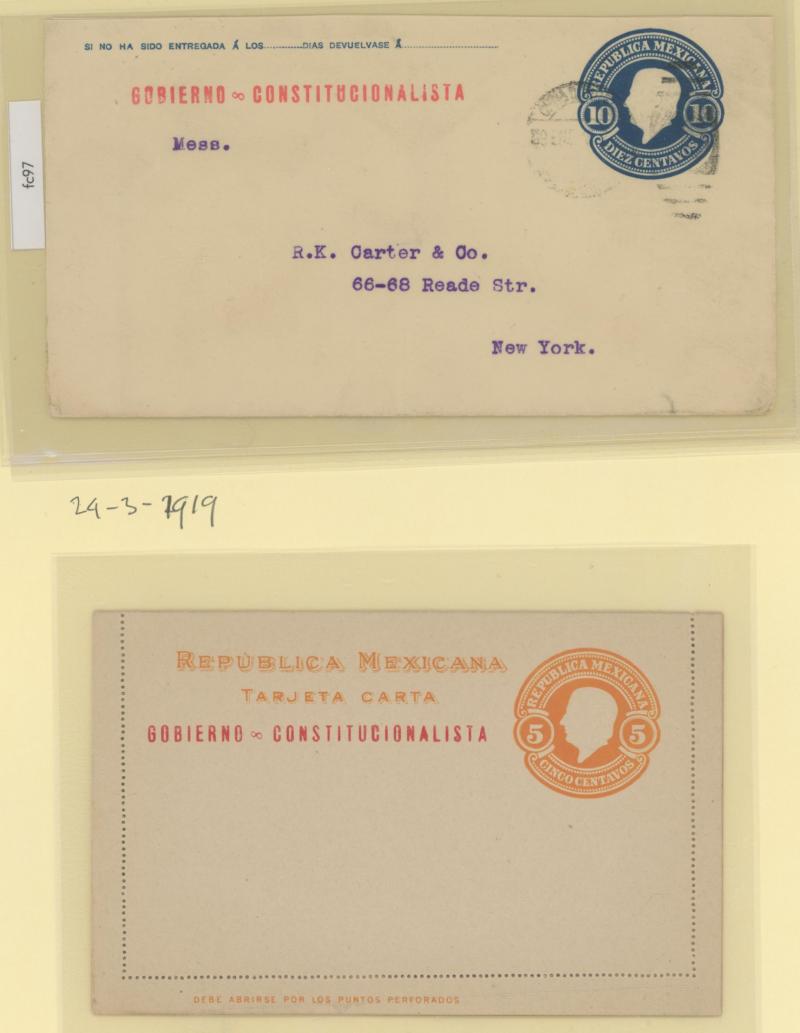 SI NO HA SIDO ENTREGADA Á LOS............DIAS DEVUELVASE Á..............................
GOBIERNO ∞ CONSTITUCIONALISTA
REPUBLICA MEXICANA
10 10
DIEZ CENTAVOS
fc97
Mess.
R.K. Carter & Co.
66-68 Reade Str.
New York.
24-3-1919
REPÚBLICA MEXICANA
TARJETA CARTA
GOBIERNO ∞ CONSTITUCIONALISTA
REPUBLICA MEXICANA
5 5
CINCO CENTAVOS
DEBE ABRIRSE POR LOS PUNTOS PERFORADOS